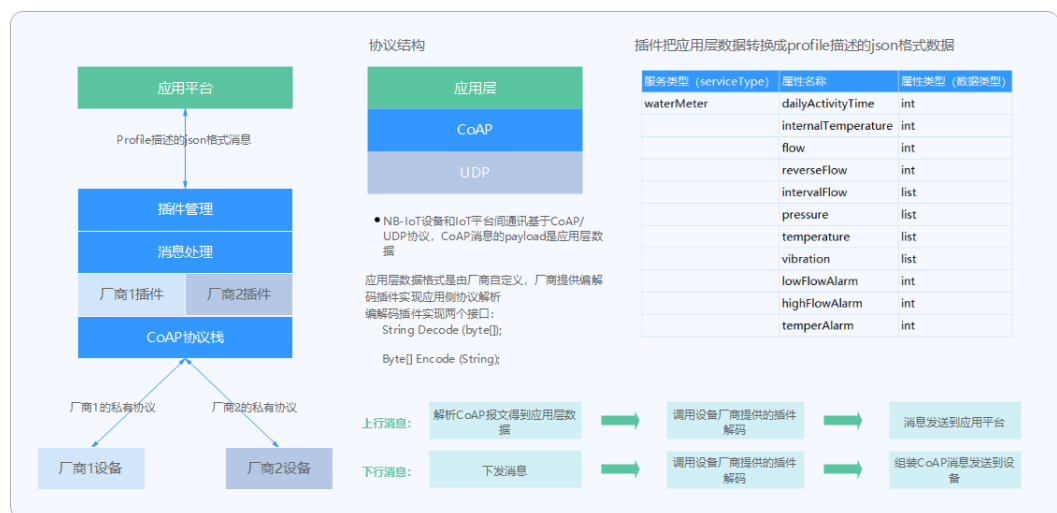 应用平台
Profile描述的json格式消息
插件管理
消息处理
厂商1插件
厂商2插件
CoAP协议栈
厂商1的私有协议
厂商2的私有协议
厂商1设备
厂商2设备
协议结构
应用层
CoAP
UDP
●NB-IoT设备和IoT平台间通讯基于CoAP/
UDP协议，CoAP消息的payload是应用层数
据
应用层数据格式是由厂商自定义，厂商提供编解
码插件实现应用侧协议解析
编解码插件实现两个接口：
String Decode (byte[]);
Byte[] Encode (String);
插件把应用层数据转换成profile描述的json格式数据
服务类型（serviceType） 属性名称 属性类型（数据类型）
waterMeter dailyActivityTime int
internalTemperature int
flow int
reverseFlow int
intervalFlow list
pressure list
temperature list
vibration list
lowFlowAlarm int
highFlowAlarm int
temperAlarm int
上行消息：
解析CoAP报文得到应用层数
据
调用设备厂商提供的插件
解码
消息发送到应用平台
下行消息：
下发消息
调用设备厂商提供的插件
解码
组装CoAP消息发送到设
备